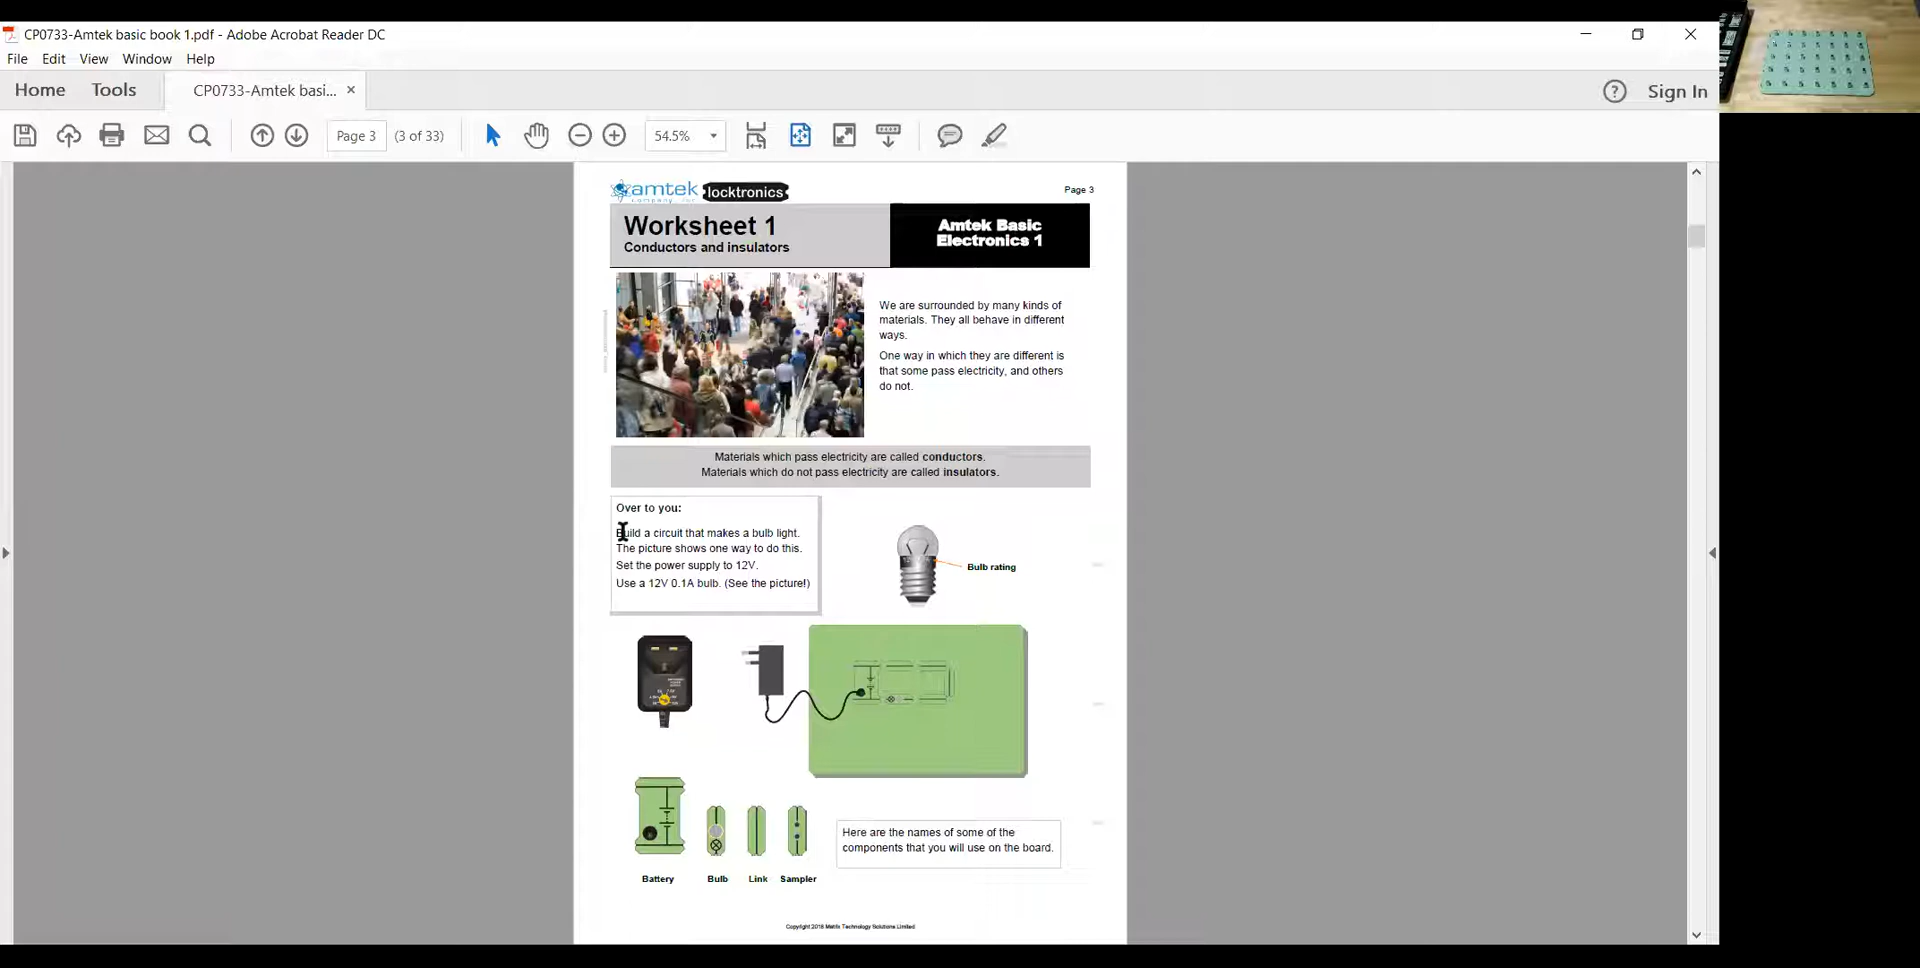 CP0733-Amtek basic book 1.pdf - Adobe Acrobat Reader DC
File Edit View Window Help
Home Tools CP0733-Amtek basi... × Sign In
Page 3 (3 of 33) 54.5%
amtek locktronics Page 3
Worksheet 1
Conductors and insulators
Amtek Basic
Electronics 1
We are surrounded by many kinds of
materials. They all behave in different
ways.
One way in which they are different is
that some pass electricity, and others
do not.
Materials which pass electricity are called conductors.
Materials which do not pass electricity are called insulators.
Over to you:
Build a circuit that makes a bulb light.
The picture shows one way to do this.
Set the power supply to 12V.
Use a 12V 0.1A bulb. (See the picture!)
Bulb rating
Here are the names of some of the
components that you will use on the board.
Battery Bulb Link Sampler
Copyright 2018 Matrix Technology Solutions Limited